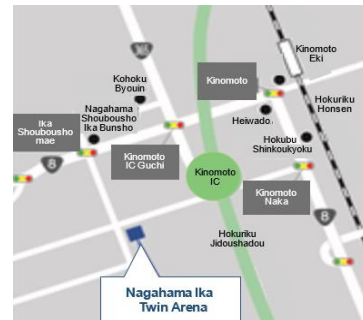 Kinomoto
Eki
Kohoku
Byouin
Kinomoto
Hokuriku
Honsen
Nagahama
Shoubousho
Ika Bunsho
Heiwado
Ika
Shoubousho
mae
Hokubu
Shinkoukyoku
8
Kinomoto
IC Guchi
Kinomoto
IC
Kinomoto
Naka
8
Hokuriku
Jidoushadou
Nagahama Ika
Twin Arena